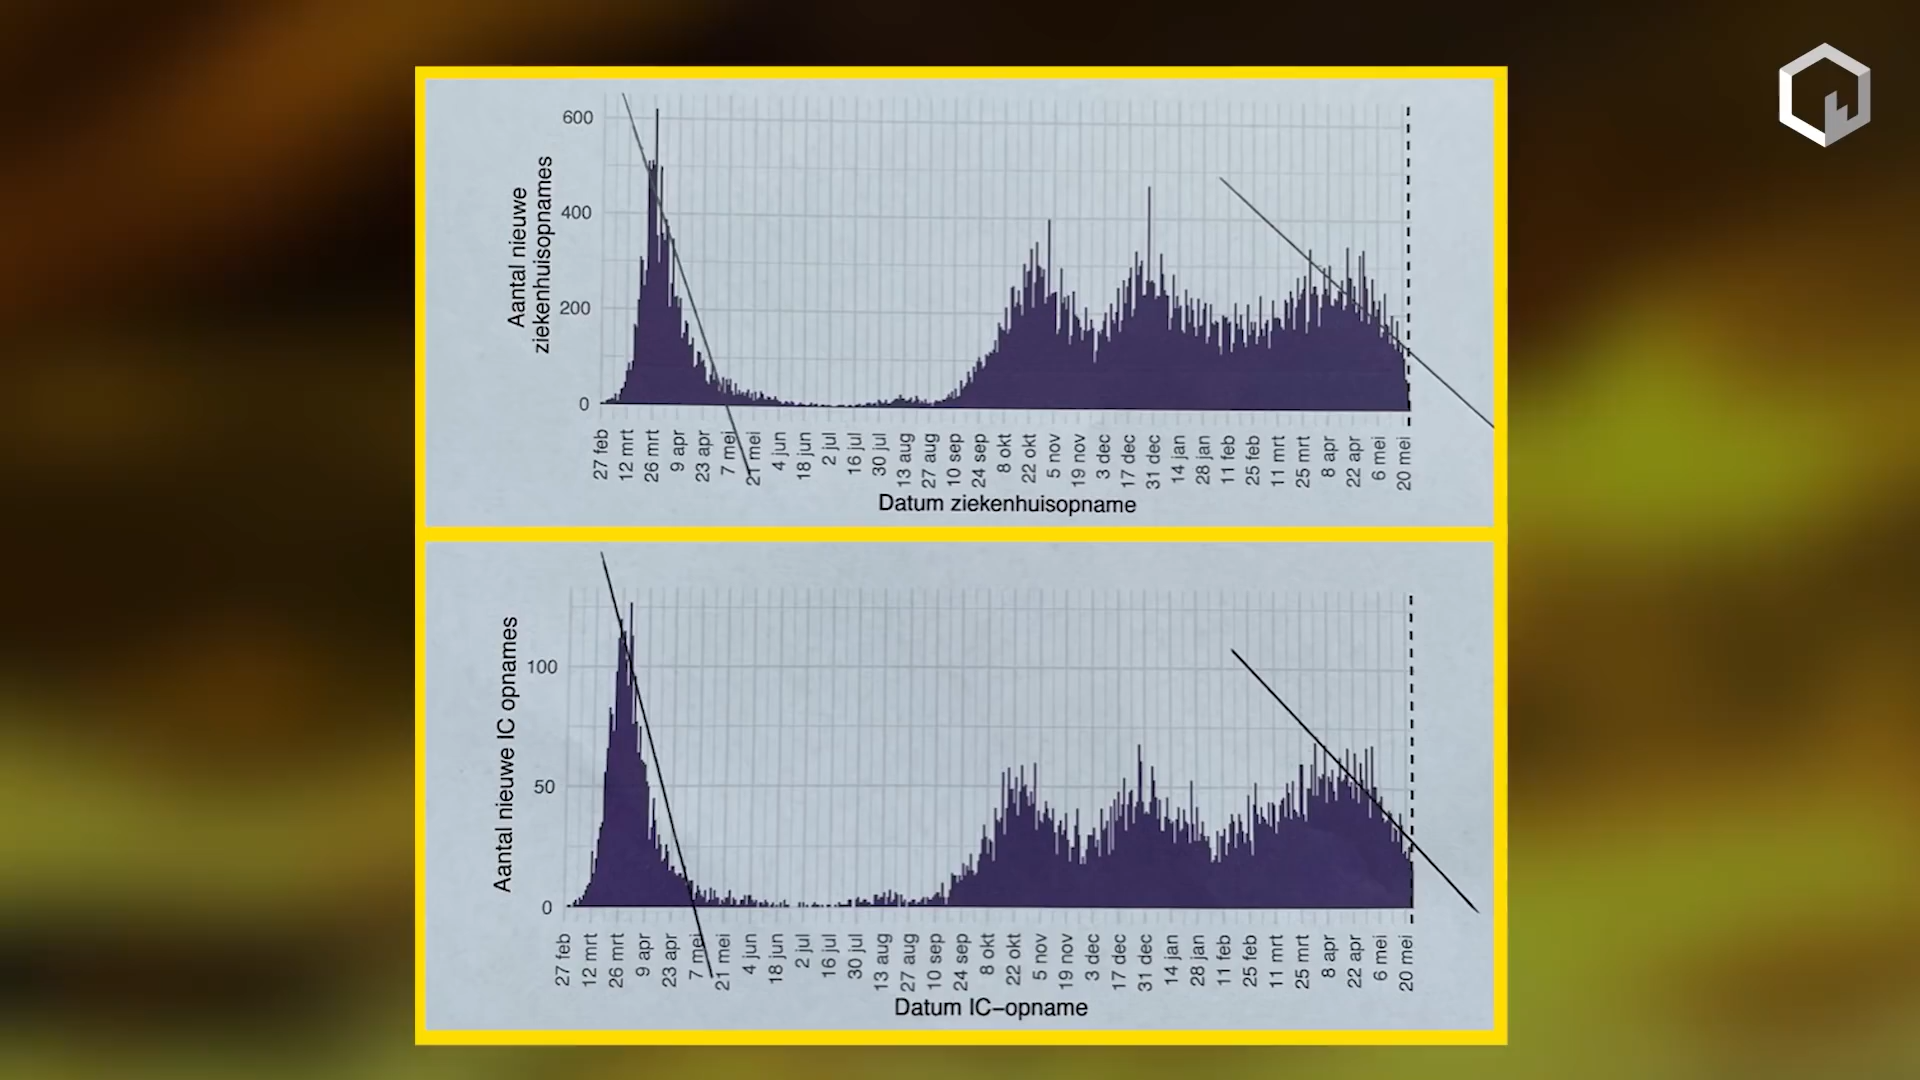 600
400
200
0
Aantal nieuwe
ziekenhuisopnames
27 feb
12 mrt
26 mrt
9 apr
23 apr
7 mei
21 mei
4 jun
18 jun
2 jul
16 jul
30 jul
13 aug
27 aug
10 sep
24 sep
8 okt
22 okt
5 nov
19 nov
3 dec
17 dec
31 dec
14 jan
28 jan
11 feb
25 feb
11 mrt
25 mrt
8 apr
22 apr
6 mei
20 mei
Datum ziekenhuisopname
100
50
0
Aantal nieuwe IC opnames
27 feb
12 mrt
26 mrt
9 apr
23 apr
7 mei
21 mei
4 jun
18 jun
2 jul
16 jul
30 jul
13 aug
27 aug
10 sep
24 sep
8 okt
22 okt
5 nov
19 nov
3 dec
17 dec
31 dec
14 jan
28 jan
11 feb
25 feb
11 mrt
25 mrt
8 apr
22 apr
6 mei
20 mei
Datum IC–opname